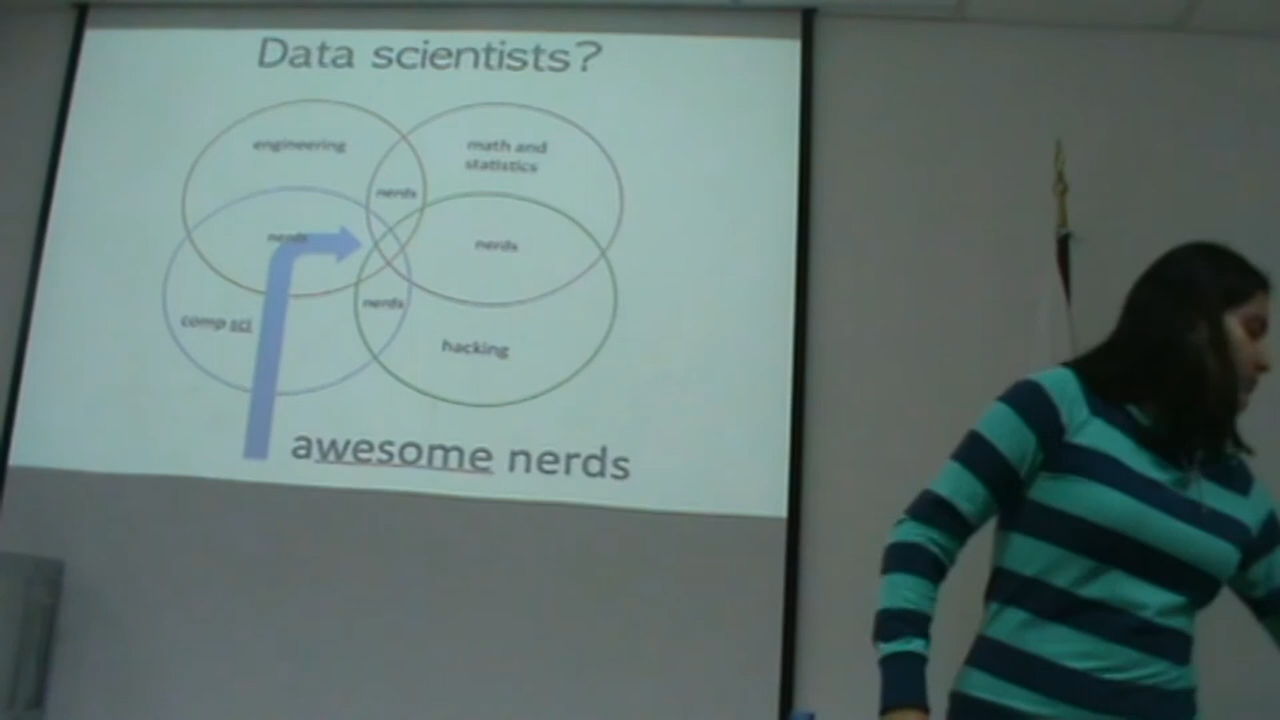 Data scientists?
engineering
math and
statistics
nerds
nerds
nerds
nerds
comp sci
hacking
awesome nerds